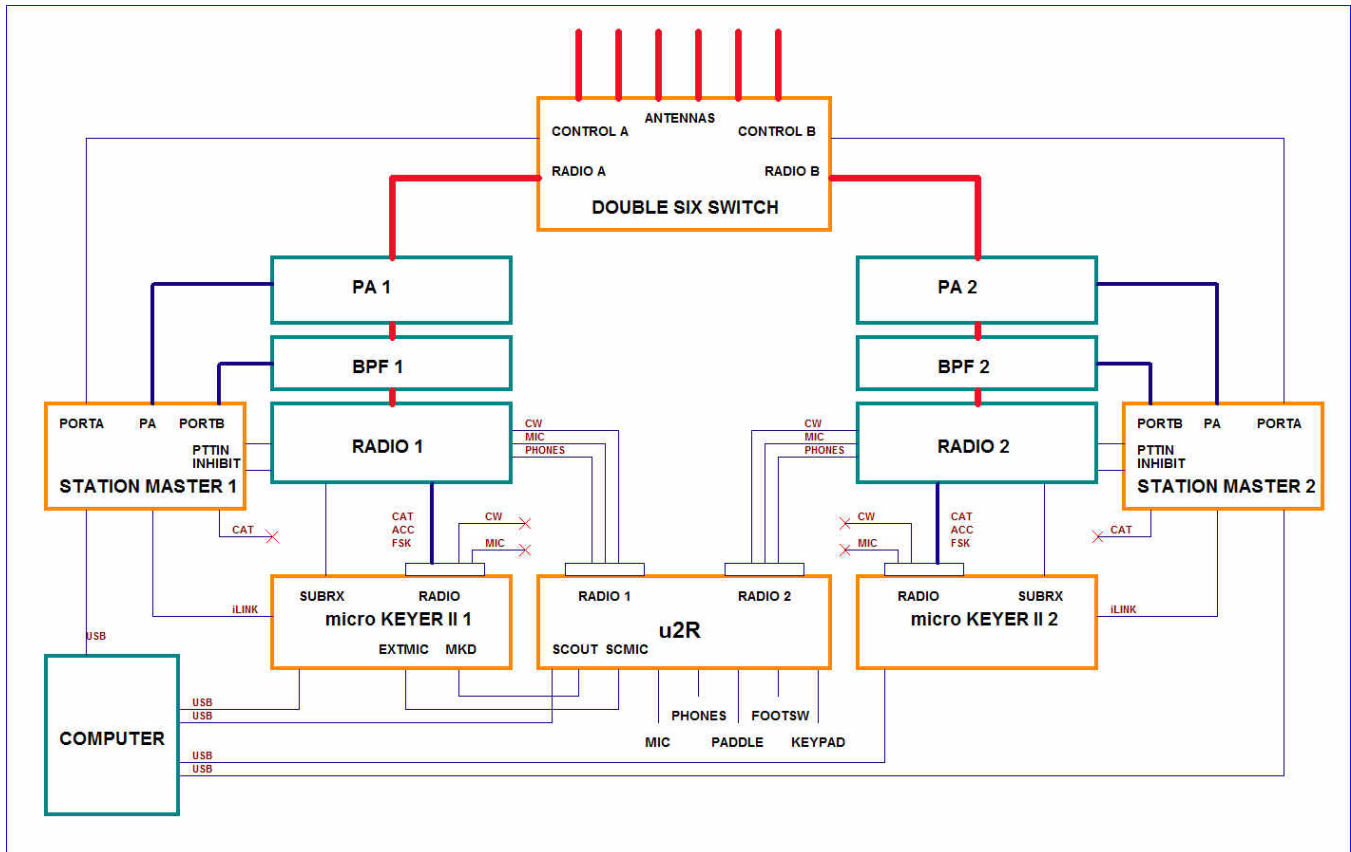 ANTENNAS
CONTROL A
CONTROL B
RADIO A
RADIO B
DOUBLE SIX SWITCH
PA 1
PA 2
BPF 1
BPF 2
PORTA
PA
PORTB
PTTIN
INHIBIT
STATION MASTER 1
RADIO 1
CW
MIC
PHONES
CW
MIC
PHONES
RADIO 2
PORTB
PA
PORTA
PTTIN
INHIBIT
STATION MASTER 2
CAT
CAT
ACC
FSK
CW
MIC
CW
MIC
CAT
ACC
FSK
CAT
SUBRX
RADIO
micro KEYER II 1
EXTMIC
MKD
RADIO 1
RADIO 2
u2R
SCOUT
SCMIC
RADIO
SUBRX
micro KEYER II 2
iLINK
iLINK
USB
COMPUTER
USB
USB
USB
USB
PHONES
FOOTSW
MIC
PADDLE
KEYPAD